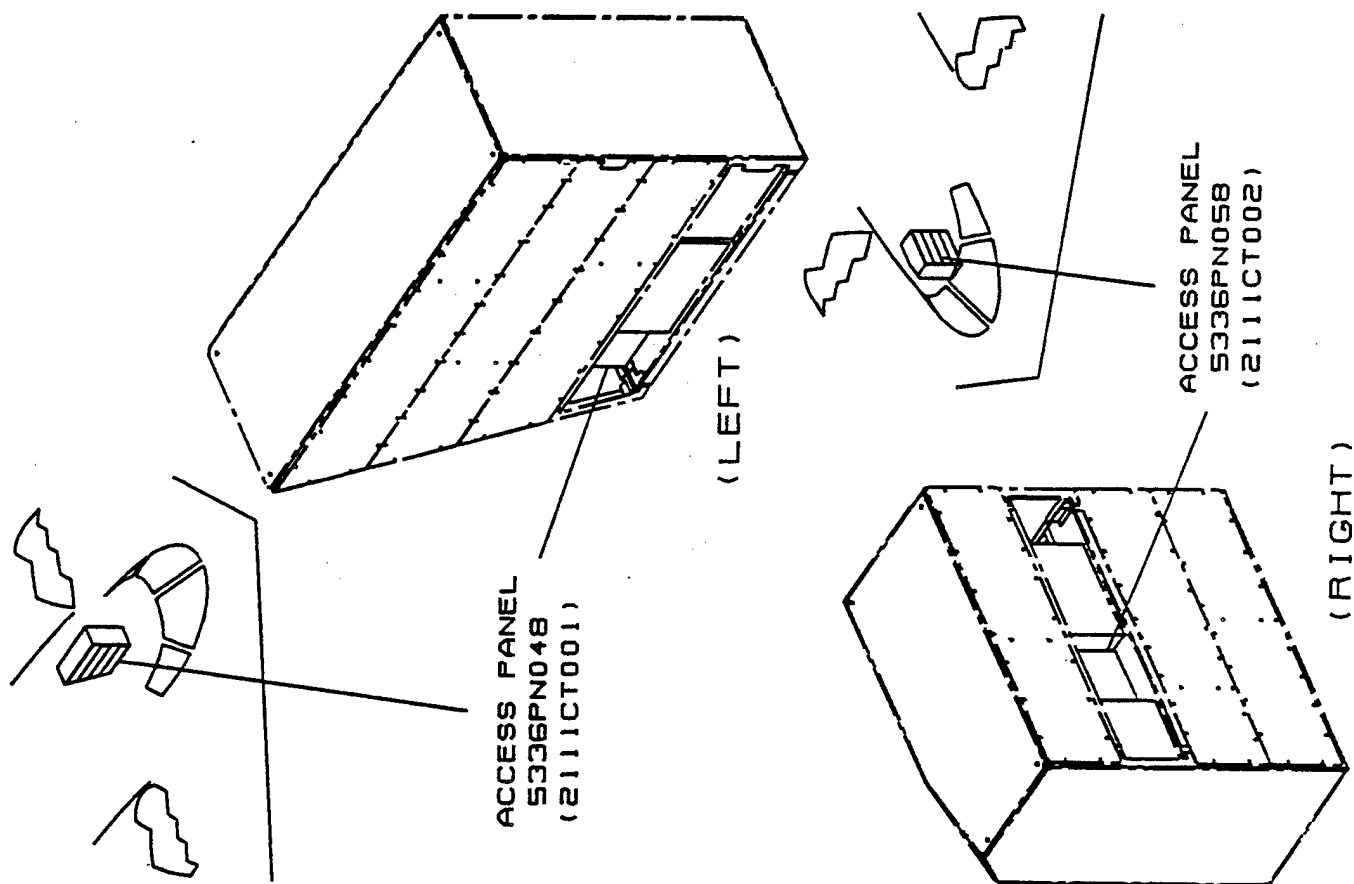 ACCESS PANEL
5336PN048
(2111CT001)
(LEFT)
ACCESS PANEL
5336PN058
(2111CT002)
(RIGHT)